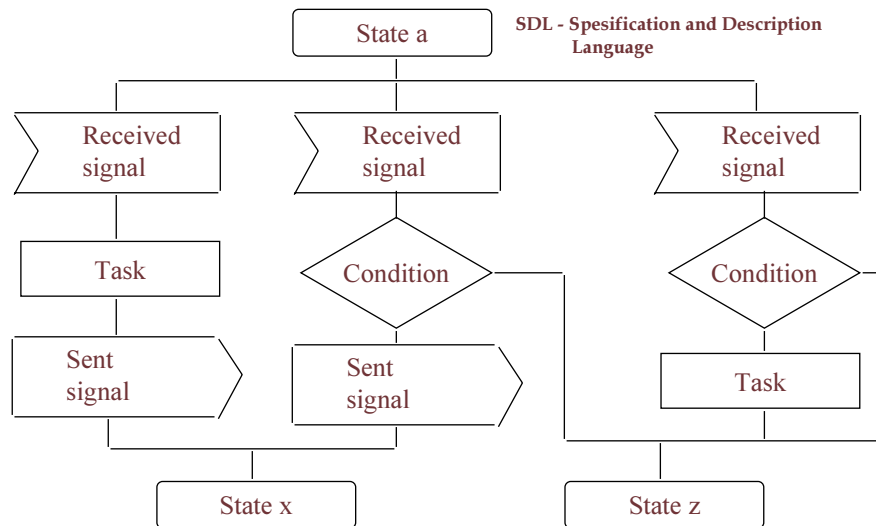 State a
SDL - Spesification and Description
Language
Received
signal
Received
signal
Received
signal
Task
Condition
Condition
Sent
signal
Sent
signal
Task
State x
State z